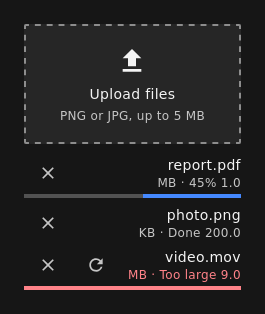 Upload files
PNG or JPG, up to 5 MB
report.pdf
MB · 45% 1.0
photo.png
KB · Done 200.0
video.mov
MB · Too large 9.0